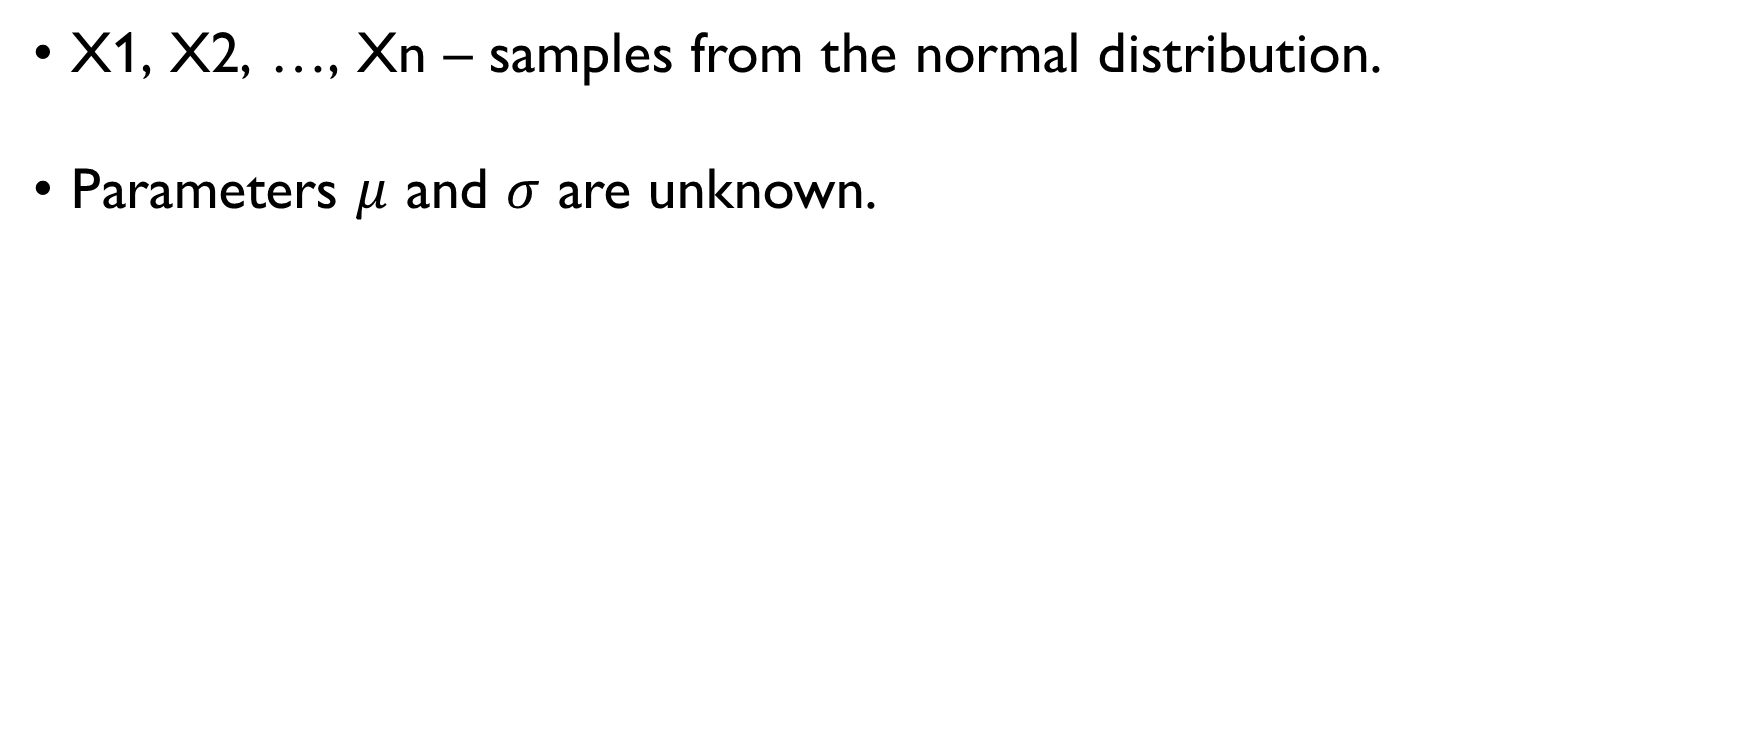 • X1, X2, …, Xn – samples from the normal distribution.
• Parameters 𝜇 and 𝜎 are unknown.